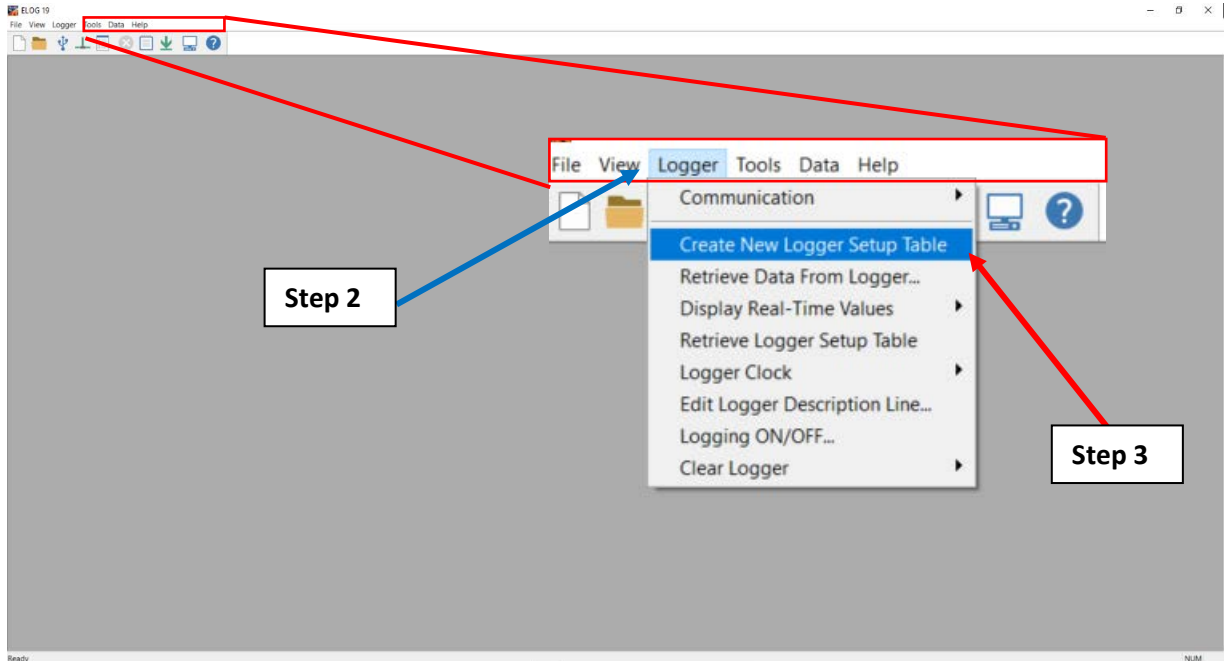 ELOG 19
File View Logger Tools Data Help
File View Logger Tools Data Help
Communication
Create New Logger Setup Table
Retrieve Data From Logger...
Display Real-Time Values
Retrieve Logger Setup Table
Logger Clock
Edit Logger Description Line...
Logging ON/OFF...
Clear Logger
Step 2
Step 3
Ready
NUM